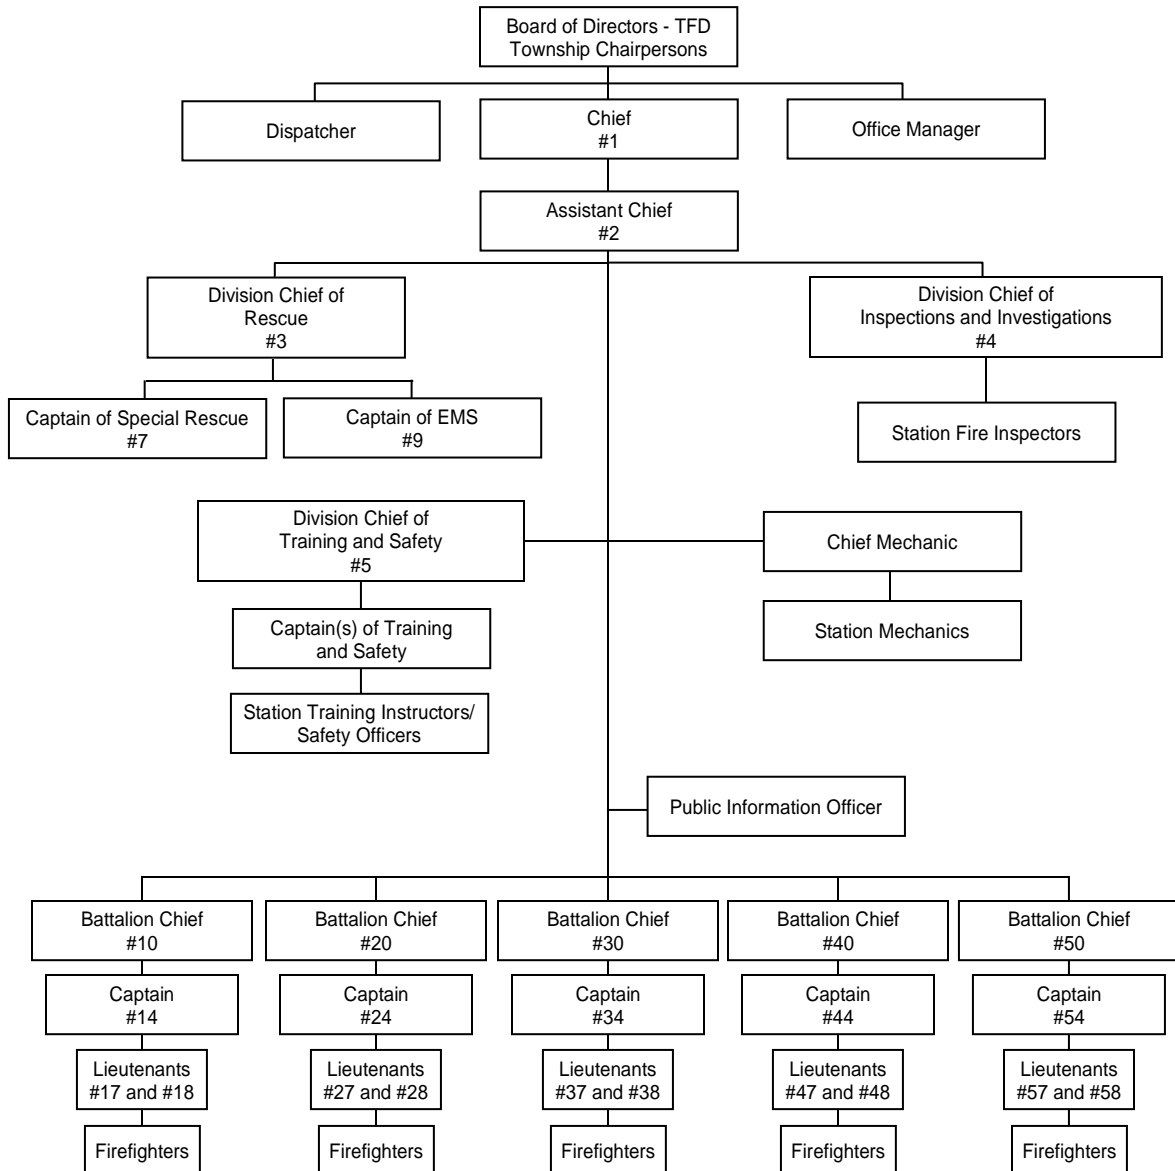 Board of Directors - TFD
Township Chairpersons
Dispatcher
Chief
#1
Office Manager
Assistant Chief
#2
Division Chief of
Rescue
#3
Division Chief of
Inspections and Investigations
#4
Captain of Special Rescue
#7
Captain of EMS
#9
Station Fire Inspectors
Division Chief of
Training and Safety
#5
Chief Mechanic
Captain(s) of Training
and Safety
Station Mechanics
Station Training Instructors/
Safety Officers
Public Information Officer
Battalion Chief
#10
Battalion Chief
#20
Battalion Chief
#30
Battalion Chief
#40
Battalion Chief
#50
Captain
#14
Captain
#24
Captain
#34
Captain
#44
Captain
#54
Lieutenants
#17 and #18
Lieutenants
#27 and #28
Lieutenants
#37 and #38
Lieutenants
#47 and #48
Lieutenants
#57 and #58
Firefighters
Firefighters
Firefighters
Firefighters
Firefighters